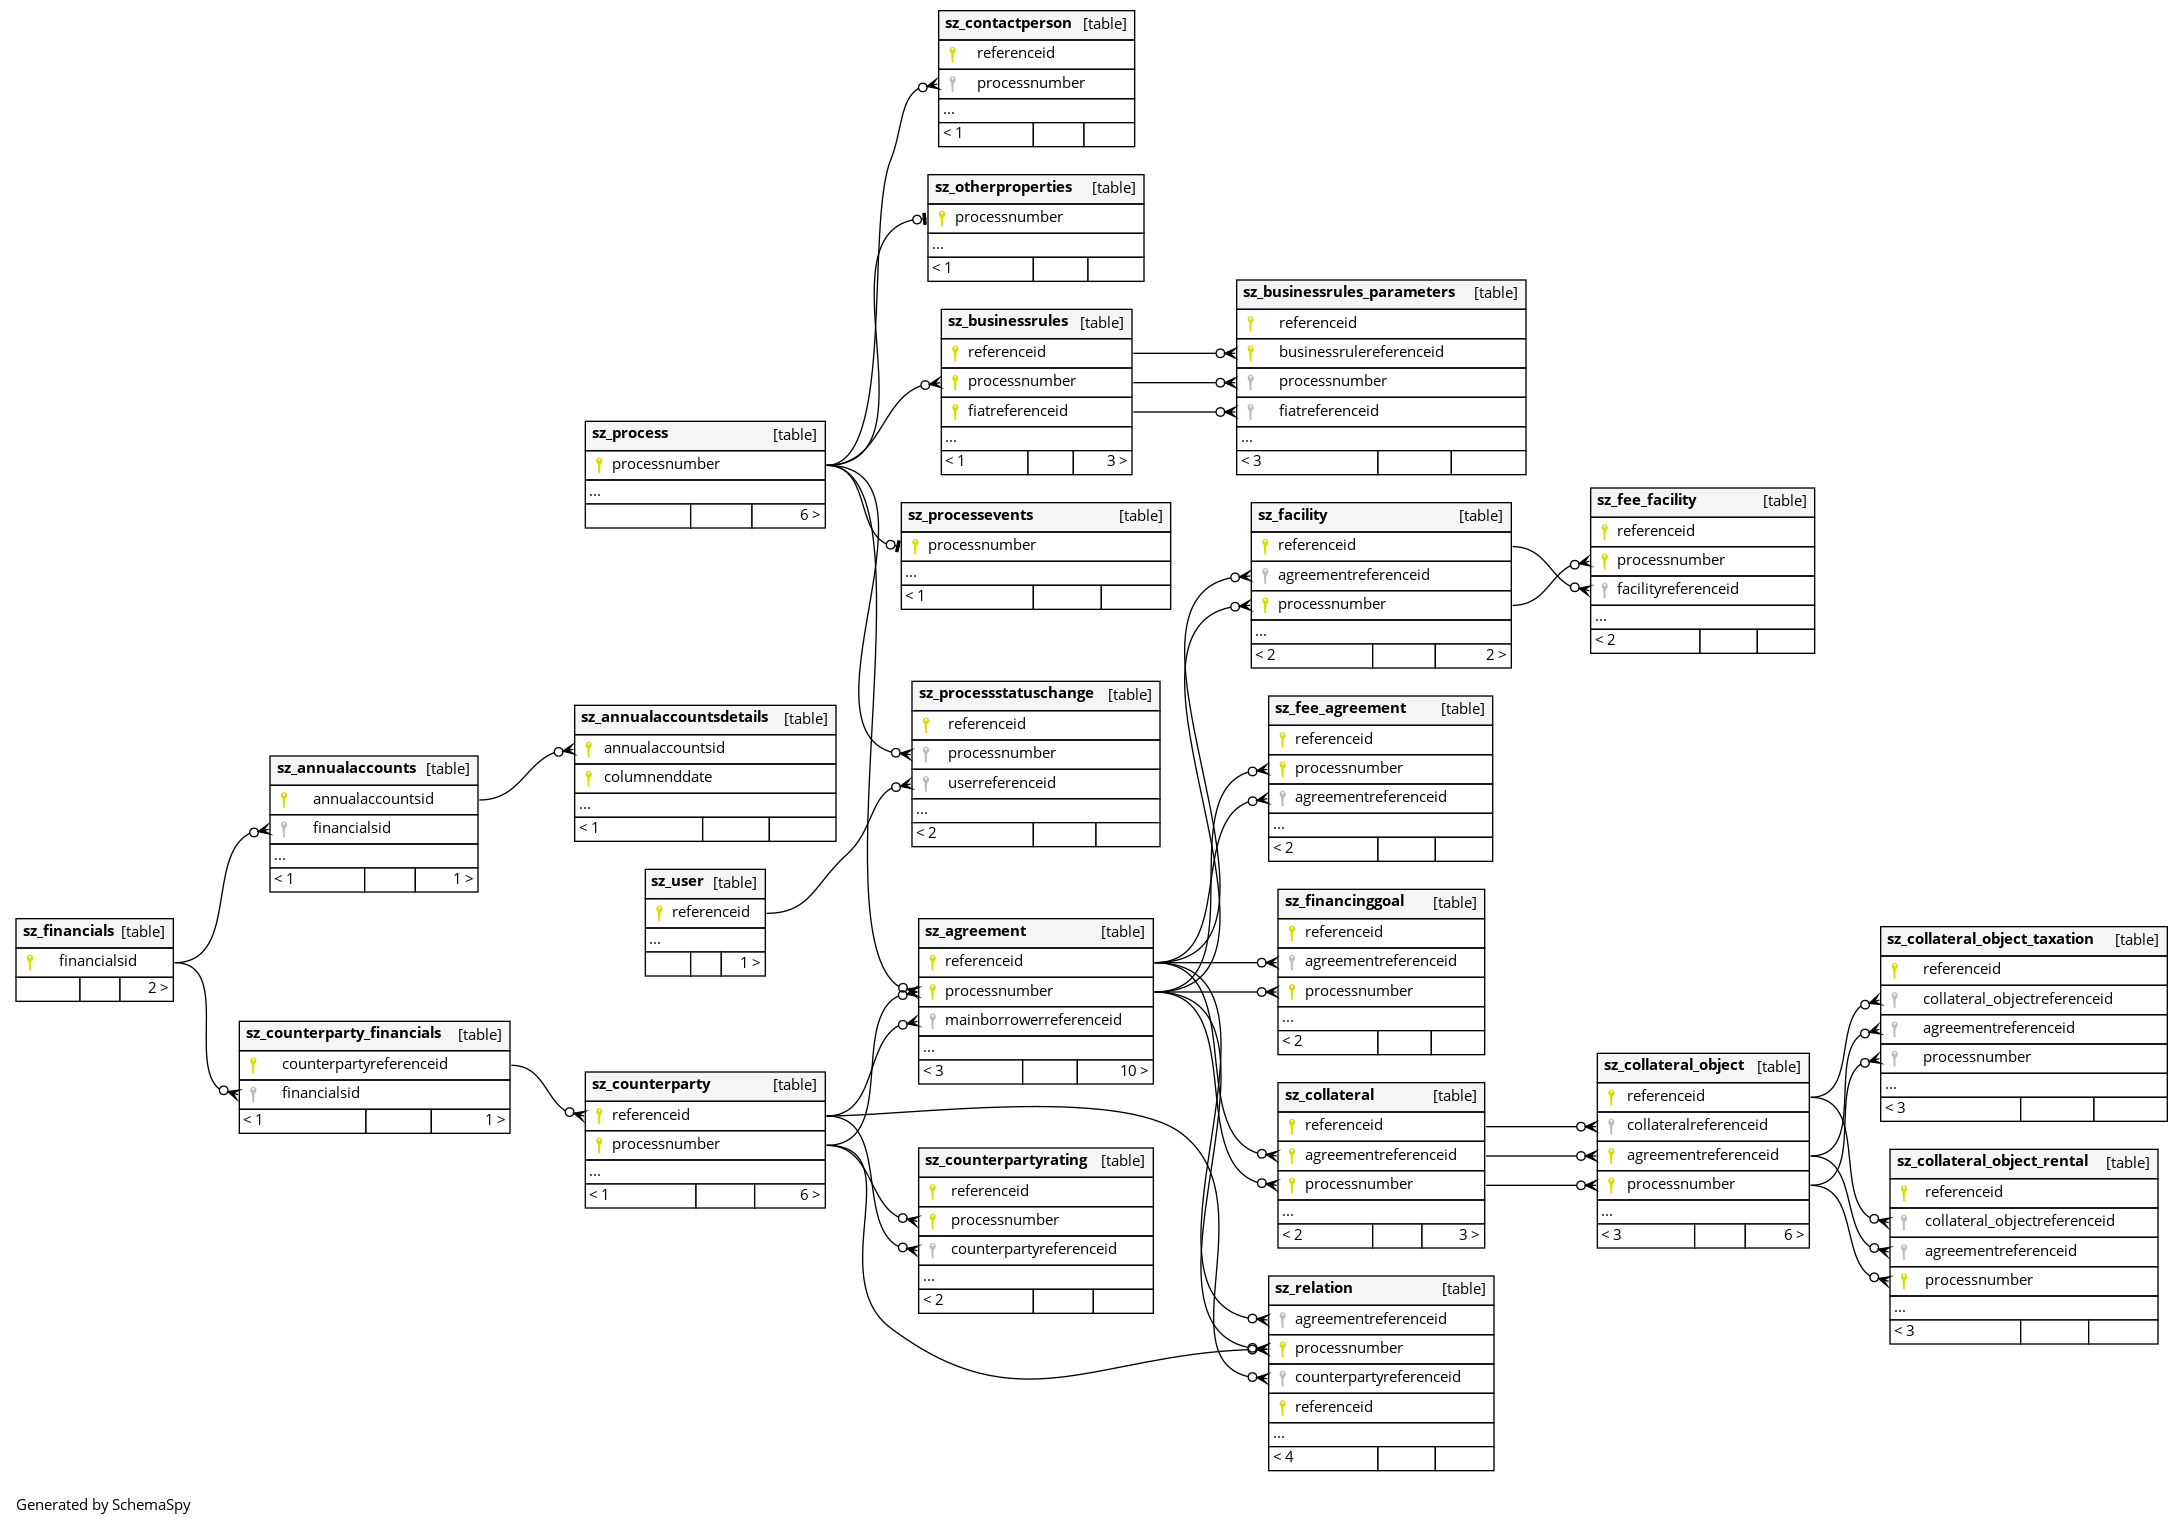 sz_contactperson [table]
referenceid
processnumber
...
< 1
sz_otherproperties [table]
processnumber
...
< 1
sz_businessrules [table]
referenceid
processnumber
fiatreferenceid
...
< 1 3 >
sz_businessrules_parameters [table]
referenceid
businessrulereferenceid
processnumber
fiatreferenceid
...
< 3
sz_process [table]
processnumber
...
6 >
sz_processevents [table]
processnumber
...
< 1
sz_facility [table]
referenceid
agreementreferenceid
processnumber
...
< 2 2 >
sz_fee_facility [table]
referenceid
processnumber
facilityreferenceid
...
< 2
sz_processstatuschange [table]
referenceid
processnumber
userreferenceid
...
< 2
sz_fee_agreement [table]
referenceid
processnumber
agreementreferenceid
...
< 2
sz_annualaccountsdetails [table]
annualaccountsid
columnenddate
...
< 1
sz_annualaccounts [table]
annualaccountsid
financialsid
...
< 1 1 >
sz_user [table]
referenceid
...
1 >
sz_financials [table]
financialsid
2 >
sz_agreement [table]
referenceid
processnumber
mainborrowerreferenceid
...
< 3 10 >
sz_financinggoal [table]
referenceid
agreementreferenceid
processnumber
...
< 2
sz_collateral_object_taxation [table]
referenceid
collateral_objectreferenceid
agreementreferenceid
processnumber
...
< 3
sz_counterparty_financials [table]
counterpartyreferenceid
financialsid
< 1 1 >
sz_counterparty [table]
referenceid
processnumber
...
< 1 6 >
sz_collateral [table]
referenceid
agreementreferenceid
processnumber
...
< 2 3 >
sz_collateral_object [table]
referenceid
collateralreferenceid
agreementreferenceid
processnumber
...
< 3 6 >
sz_counterpartyrating [table]
referenceid
processnumber
counterpartyreferenceid
...
< 2
sz_collateral_object_rental [table]
referenceid
collateral_objectreferenceid
agreementreferenceid
processnumber
...
< 3
sz_relation [table]
agreementreferenceid
processnumber
counterpartyreferenceid
referenceid
...
< 4
Generated by SchemaSpy